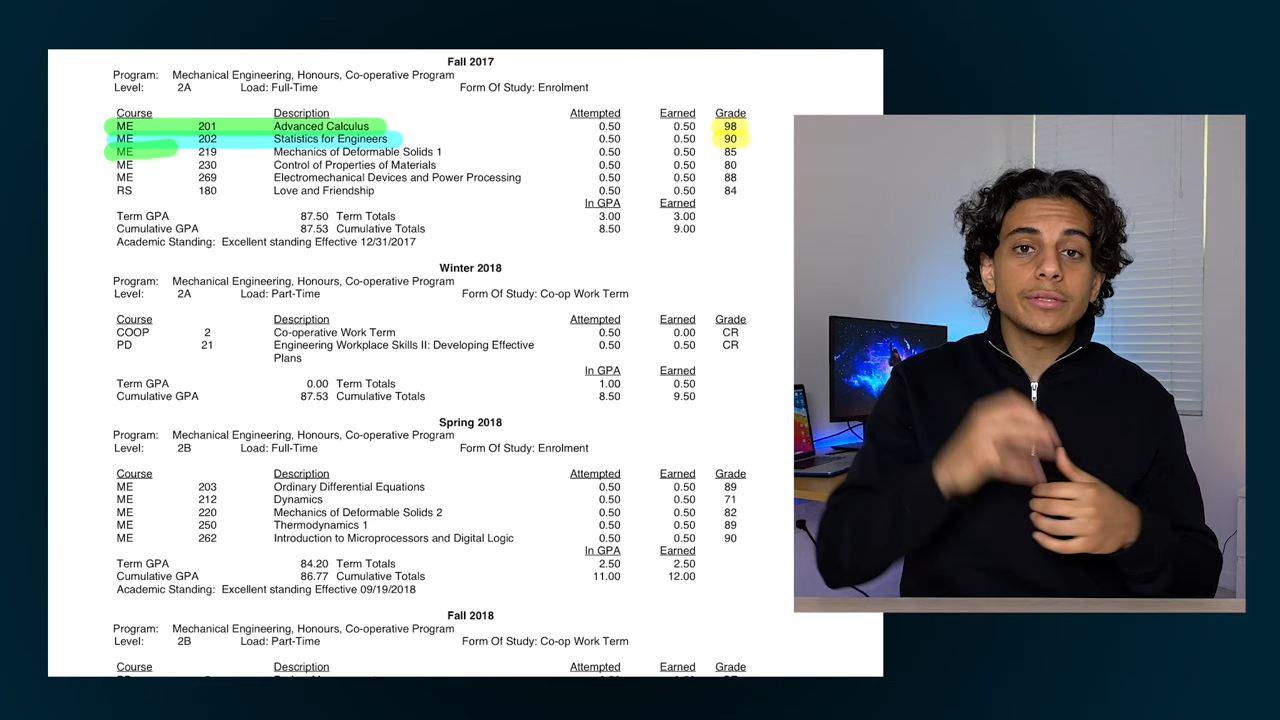 Fall 2017
Program: Mechanical Engineering, Honours, Co-operative Program
Level: 2A Load: Full-Time Form Of Study: Enrolment
Course Description Attempted Earned Grade
ME 201 Advanced Calculus 0.50 0.50 98
ME 202 Statistics for Engineers 0.50 0.50 90
ME 219 Mechanics of Deformable Solids 1 0.50 0.50 85
ME 230 Control of Properties of Materials 0.50 0.50 80
ME 269 Electromechanical Devices and Power Processing 0.50 0.50 88
RS 180 Love and Friendship 0.50 0.50 84
In GPA Earned
Term GPA 87.50 Term Totals 3.00 3.00
Cumulative GPA 87.53 Cumulative Totals 8.50 9.00
Academic Standing: Excellent standing Effective 12/31/2017
Winter 2018
Program: Mechanical Engineering, Honours, Co-operative Program
Level: 2A Load: Part-Time Form Of Study: Co-op Work Term
Course Description Attempted Earned Grade
COOP 2 Co-operative Work Term 0.50 0.00 CR
PD 21 Engineering Workplace Skills II: Developing Effective 0.50 0.50 CR
Plans
In GPA Earned
Term GPA 0.00 Term Totals 1.00 0.50
Cumulative GPA 87.53 Cumulative Totals 8.50 9.50
Spring 2018
Program: Mechanical Engineering, Honours, Co-operative Program
Level: 2B Load: Full-Time Form Of Study: Enrolment
Course Description Attempted Earned Grade
ME 203 Ordinary Differential Equations 0.50 0.50 89
ME 212 Dynamics 0.50 0.50 71
ME 220 Mechanics of Deformable Solids 2 0.50 0.50 82
ME 250 Thermodynamics 1 0.50 0.50 89
ME 262 Introduction to Microprocessors and Digital Logic 0.50 0.50 90
In GPA Earned
Term GPA 84.20 Term Totals 2.50 2.50
Cumulative GPA 86.77 Cumulative Totals 11.00 12.00
Academic Standing: Excellent standing Effective 09/19/2018
Fall 2018
Program: Mechanical Engineering, Honours, Co-operative Program
Level: 2B Load: Part-Time Form Of Study: Co-op Work Term
Course Description Attempted Earned Grade